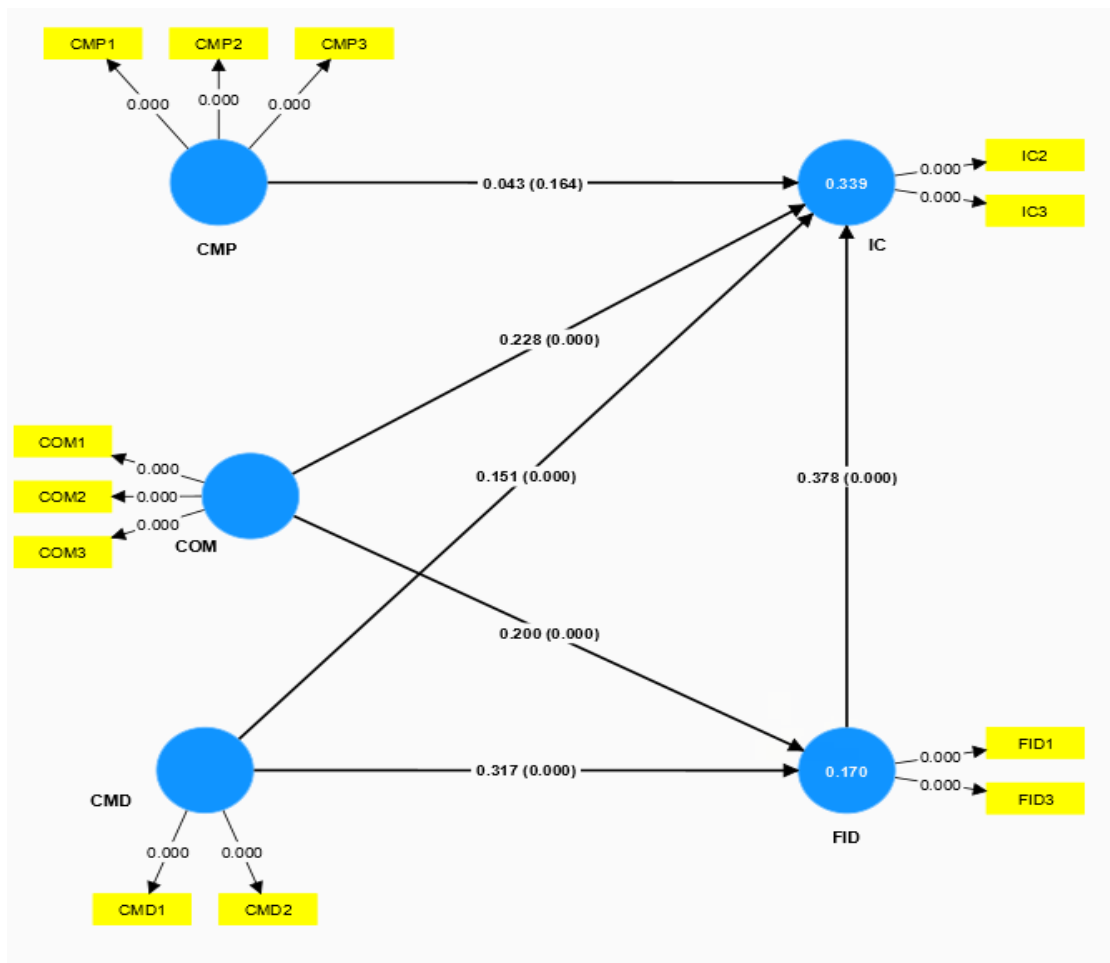 CMP1 CMP2 CMP3
0.000 0.000 0.000
CMP
0.043 (0.164)
0.339
IC
0.000 IC2
0.000 IC3
0.228 (0.000)
COM1 0.000
COM2 0.000
COM3 0.000
COM
0.151 (0.000)
0.378 (0.000)
0.200 (0.000)
CMD
0.317 (0.000)
0.170
FID
0.000 FID1
0.000 FID3
0.000 0.000
CMD1 CMD2